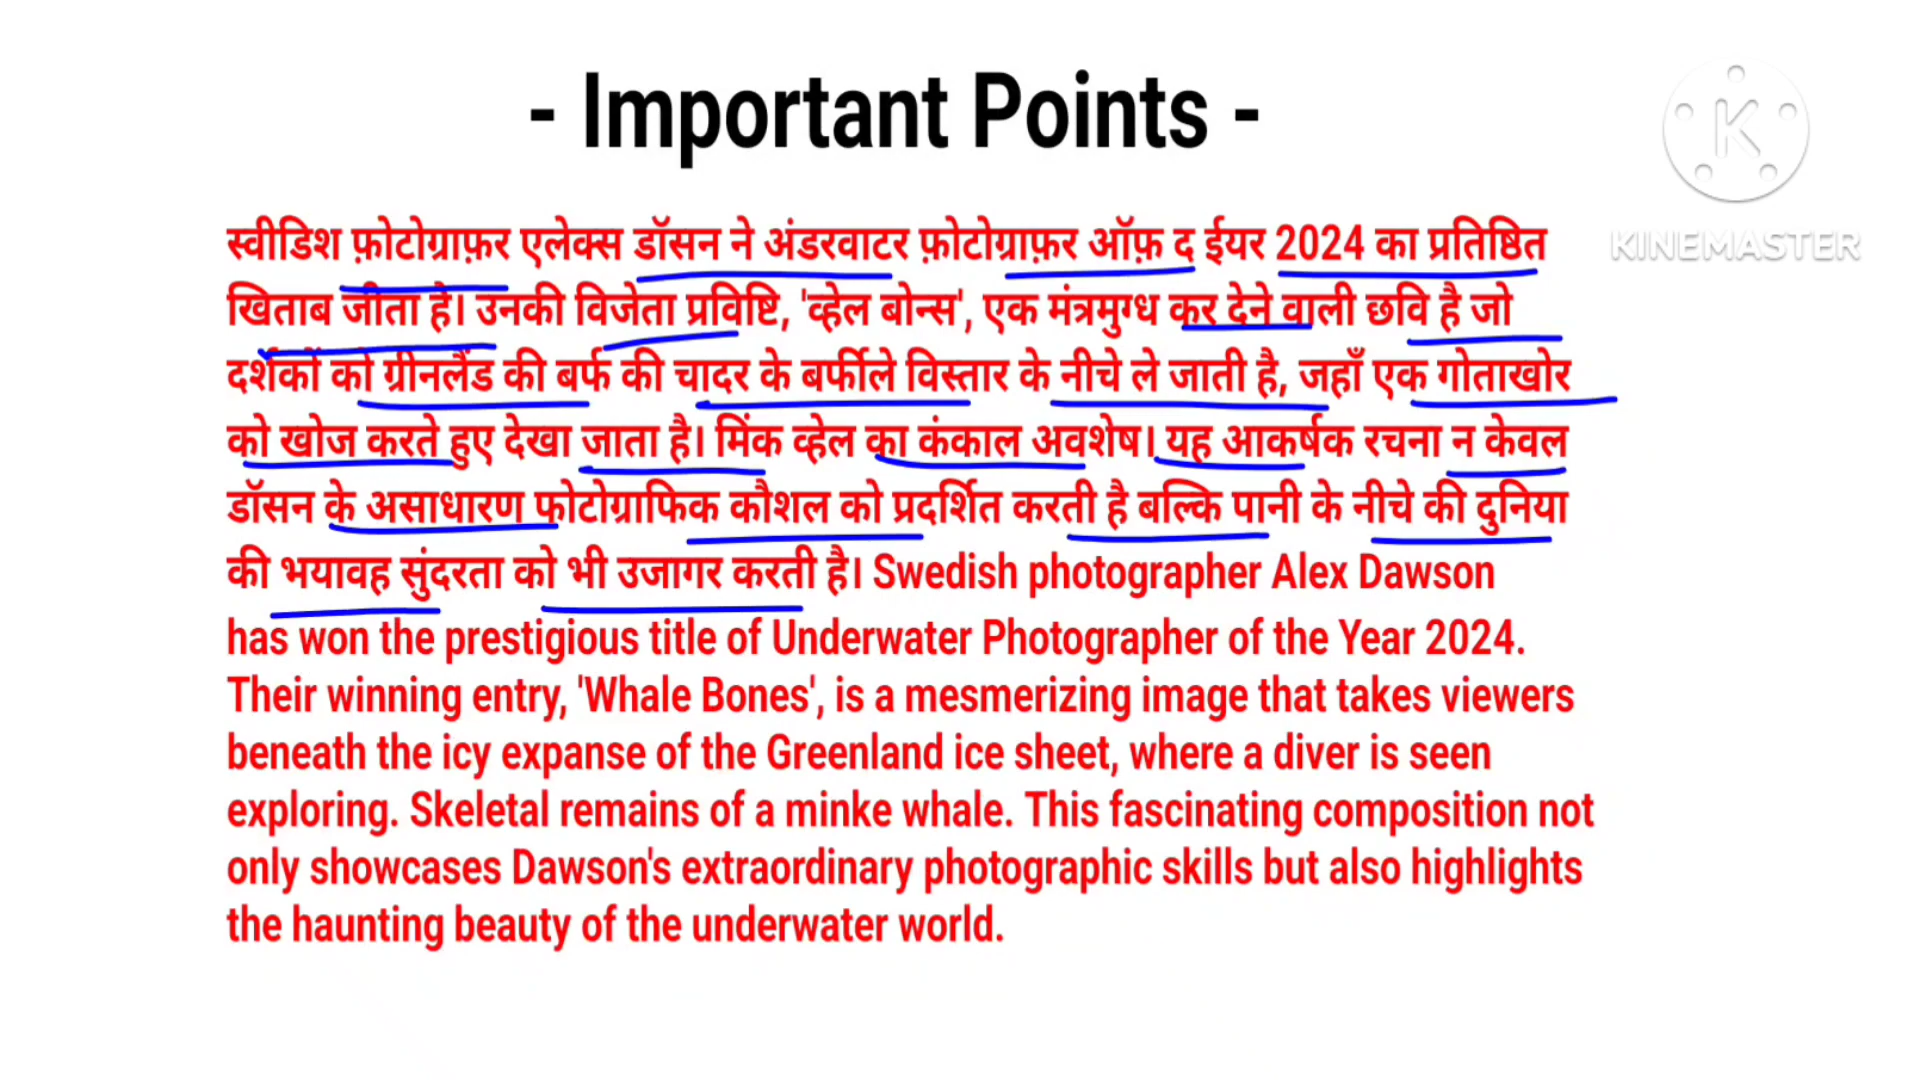 - Important Points -
KINEMASTER
स्वीडिश फ़ोटोग्राफ़र एलेक्स डॉसन ने अंडरवाटर फ़ोटोग्राफ़र ऑफ़ द ईयर 2024 का प्रतिष्ठित
खिताब जीता है। उनकी विजेता प्रविष्टि, 'व्हेल बोन्स', एक मंत्रमुग्ध कर देने वाली छवि है जो
दर्शकों को ग्रीनलैंड की बर्फ की चादर के बर्फीले विस्तार के नीचे ले जाती है, जहाँ एक गोताखोर
को खोज करते हुए देखा जाता है। मिंक व्हेल का कंकाल अवशेष। यह आकर्षक रचना न केवल
डॉसन के असाधारण फोटोग्राफिक कौशल को प्रदर्शित करती है बल्कि पानी के नीचे की दुनिया
की भयावह सुंदरता को भी उजागर करती है। Swedish photographer Alex Dawson
has won the prestigious title of Underwater Photographer of the Year 2024.
Their winning entry, 'Whale Bones', is a mesmerizing image that takes viewers
beneath the icy expanse of the Greenland ice sheet, where a diver is seen
exploring. Skeletal remains of a minke whale. This fascinating composition not
only showcases Dawson's extraordinary photographic skills but also highlights
the haunting beauty of the underwater world.